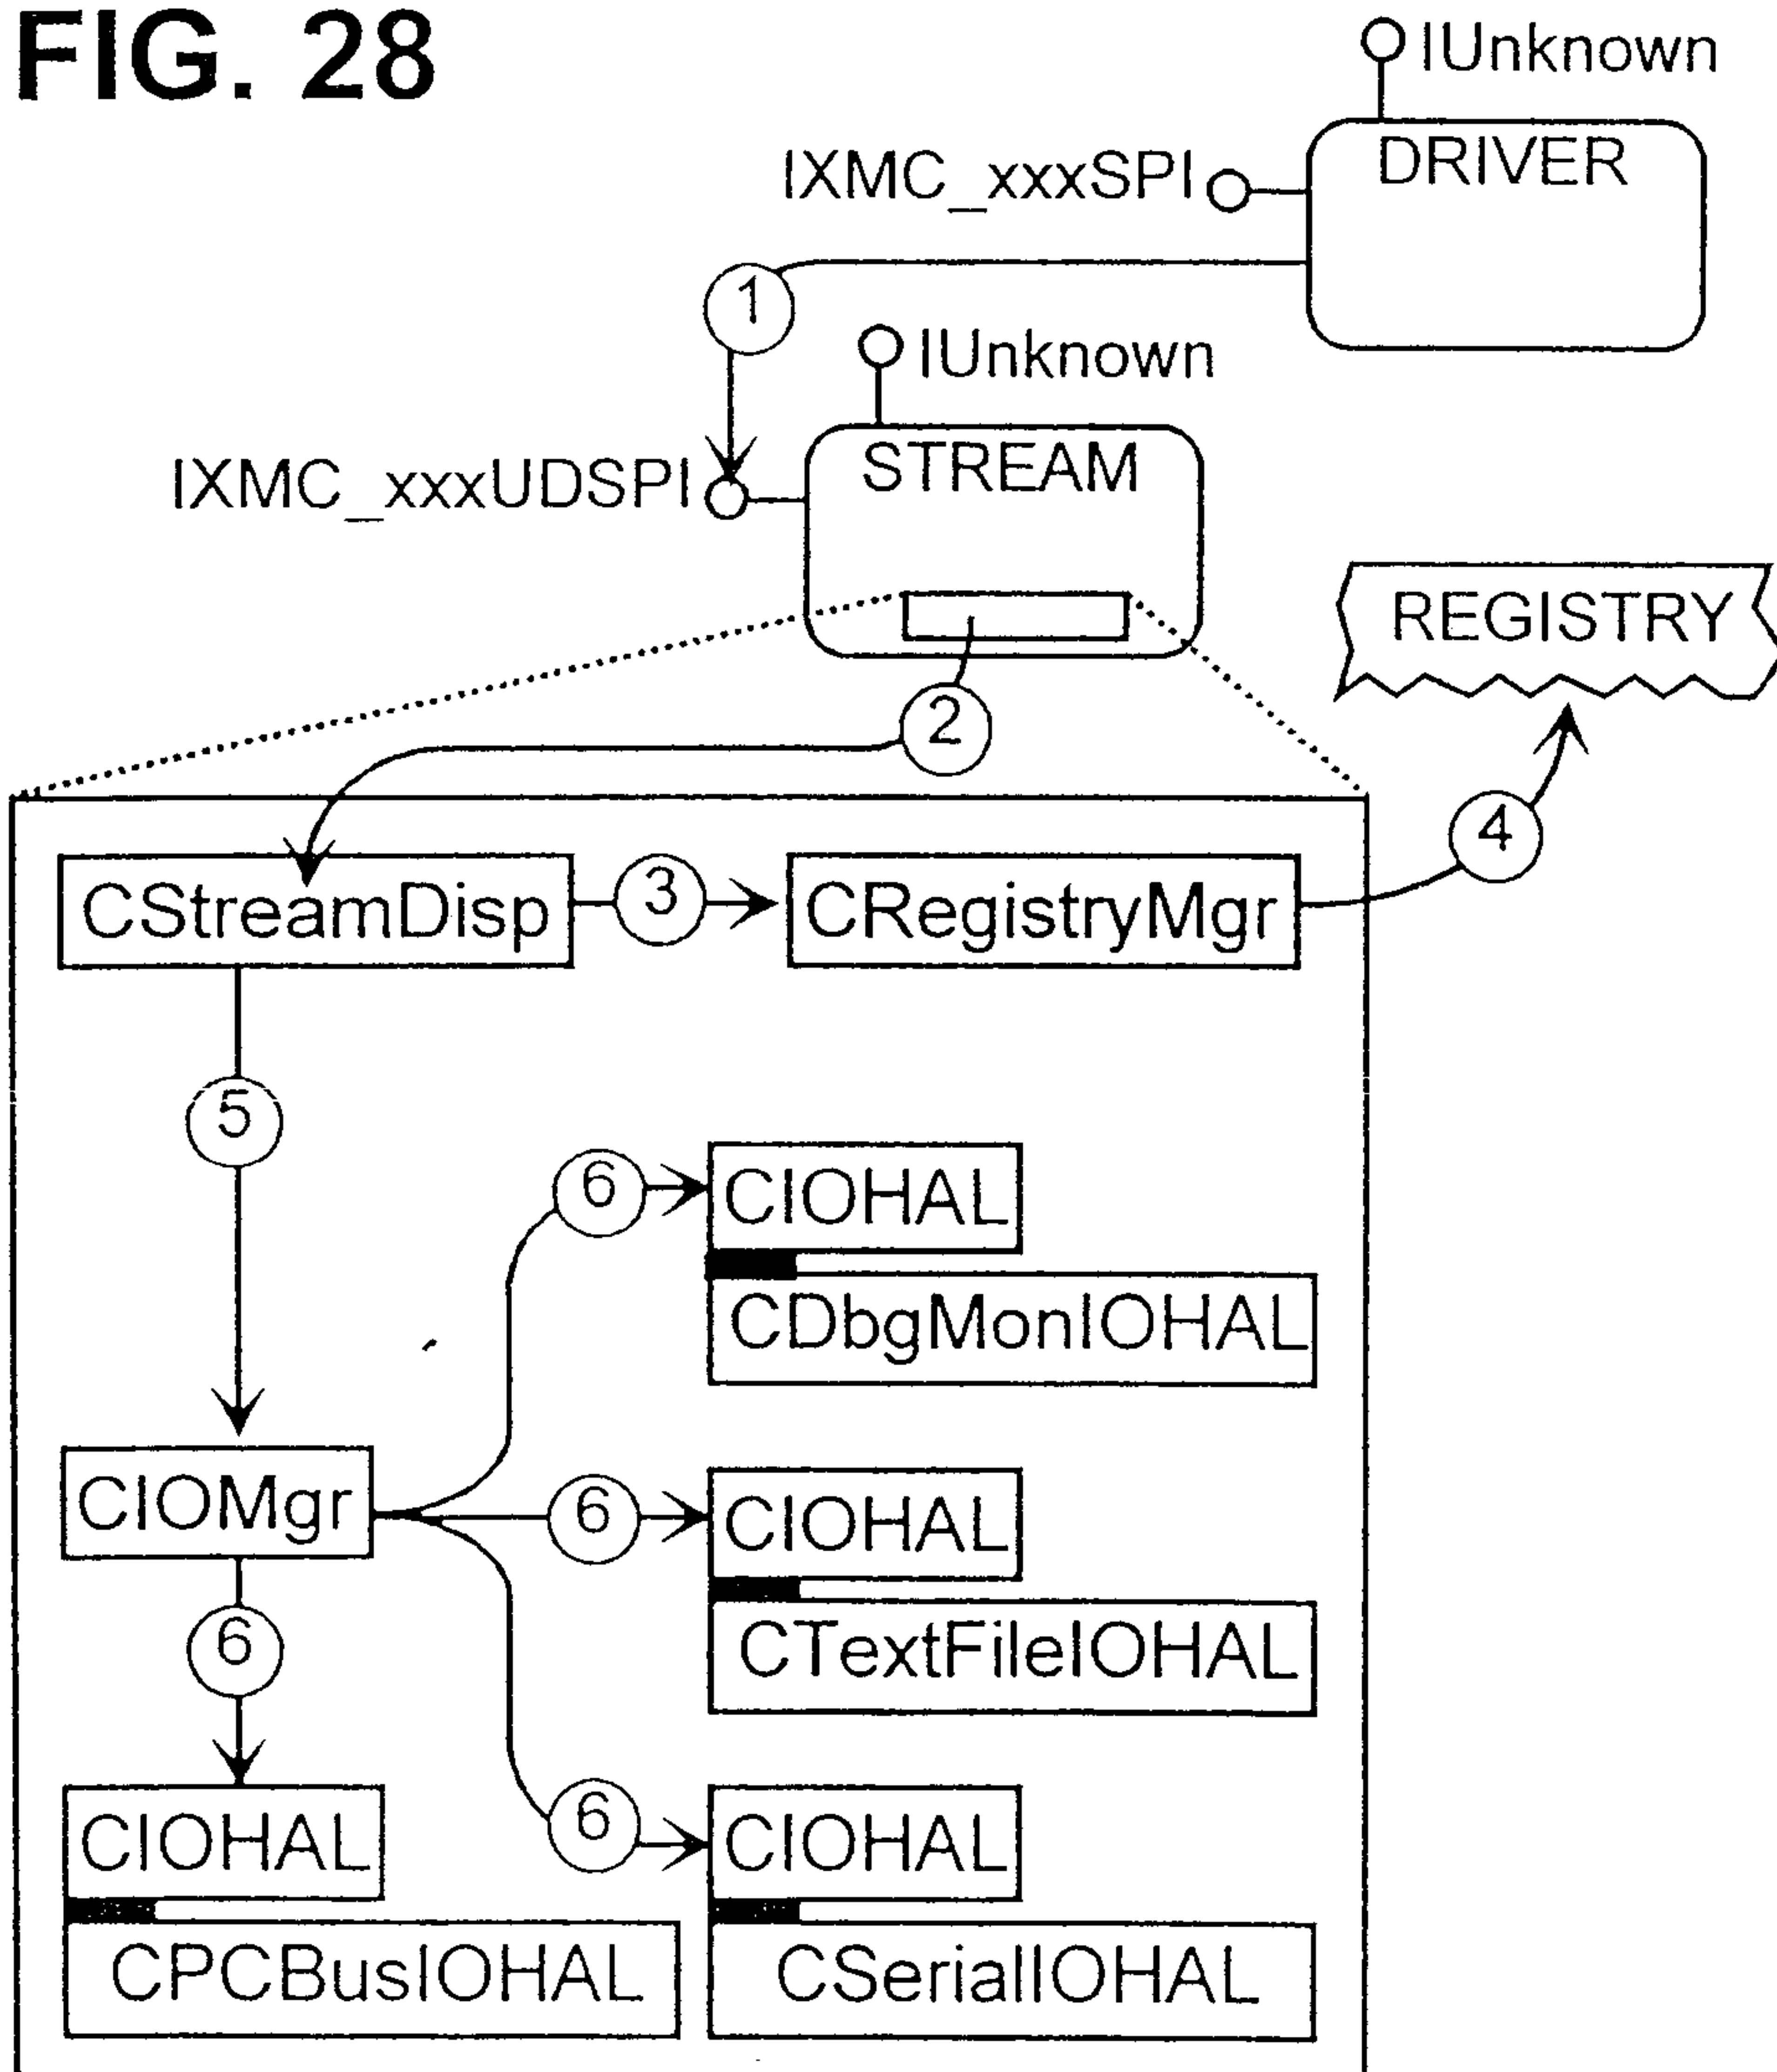 FIG. 28
IUnknown
DRIVER
IXMC_xxxSPI
1
IUnknown
STREAM
IXMC_xxxUDSPI
REGISTRY
2
4
CStreamDisp
3
CRegistryMgr
5
6
CIOHAL
CDbgMonIOHAL
CIOMgr
6
CIOHAL
CTextFileIOHAL
6
CIOHAL
CPCBusIOHAL
6
CIOHAL
CSerialIOHAL